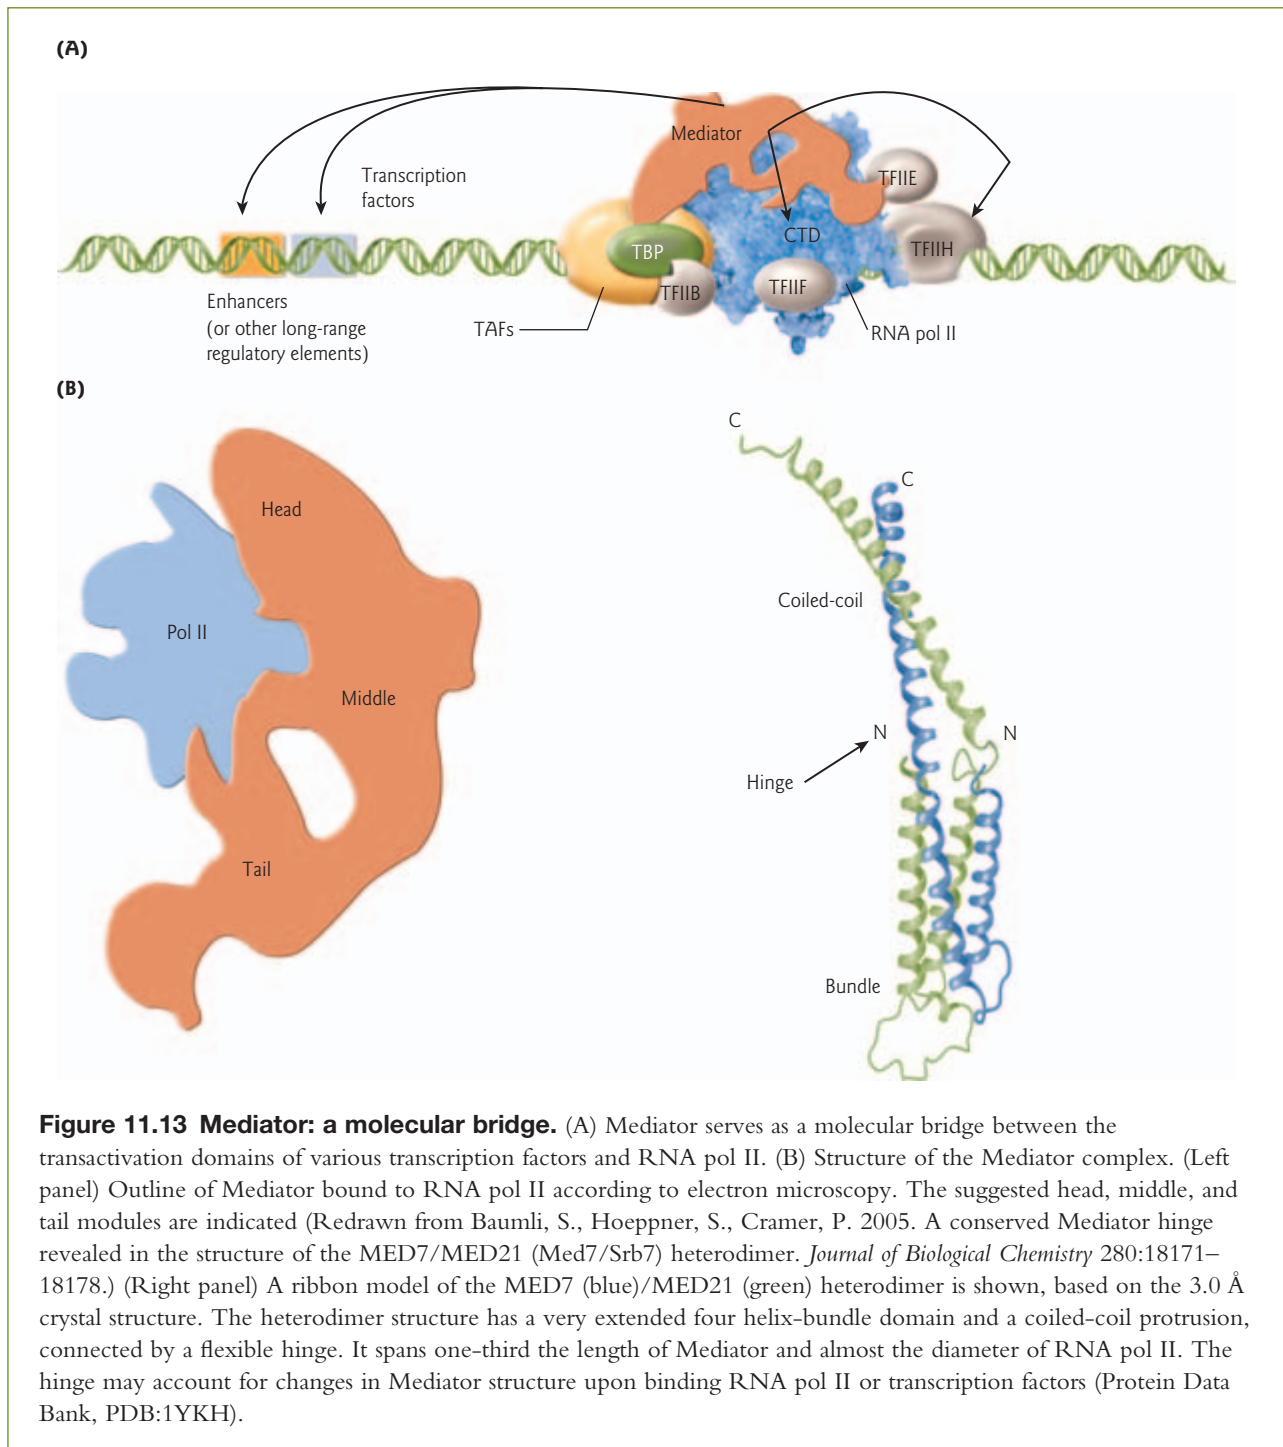 (A)
Mediator
Transcription
factors
TFIIE
CTD
TBP
TFIIH
TFIIB
TFIIF
Enhancers
(or other long-range
regulatory elements)
TAFs
RNA pol II
(B)
C
C
Head
Coiled-coil
Pol II
Middle
N
N
Hinge
Tail
Bundle
Figure 11.13 Mediator: a molecular bridge. (A) Mediator serves as a molecular bridge between the
transactivation domains of various transcription factors and RNA pol II. (B) Structure of the Mediator complex. (Left
panel) Outline of Mediator bound to RNA pol II according to electron microscopy. The suggested head, middle, and
tail modules are indicated (Redrawn from Baumli, S., Hoeppner, S., Cramer, P. 2005. A conserved Mediator hinge
revealed in the structure of the MED7/MED21 (Med7/Srb7) heterodimer. Journal of Biological Chemistry 280:18171–
18178.) (Right panel) A ribbon model of the MED7 (blue)/MED21 (green) heterodimer is shown, based on the 3.0 Å
crystal structure. The heterodimer structure has a very extended four helix-bundle domain and a coiled-coil protrusion,
connected by a flexible hinge. It spans one-third the length of Mediator and almost the diameter of RNA pol II. The
hinge may account for changes in Mediator structure upon binding RNA pol II or transcription factors (Protein Data
Bank, PDB:1YKH).